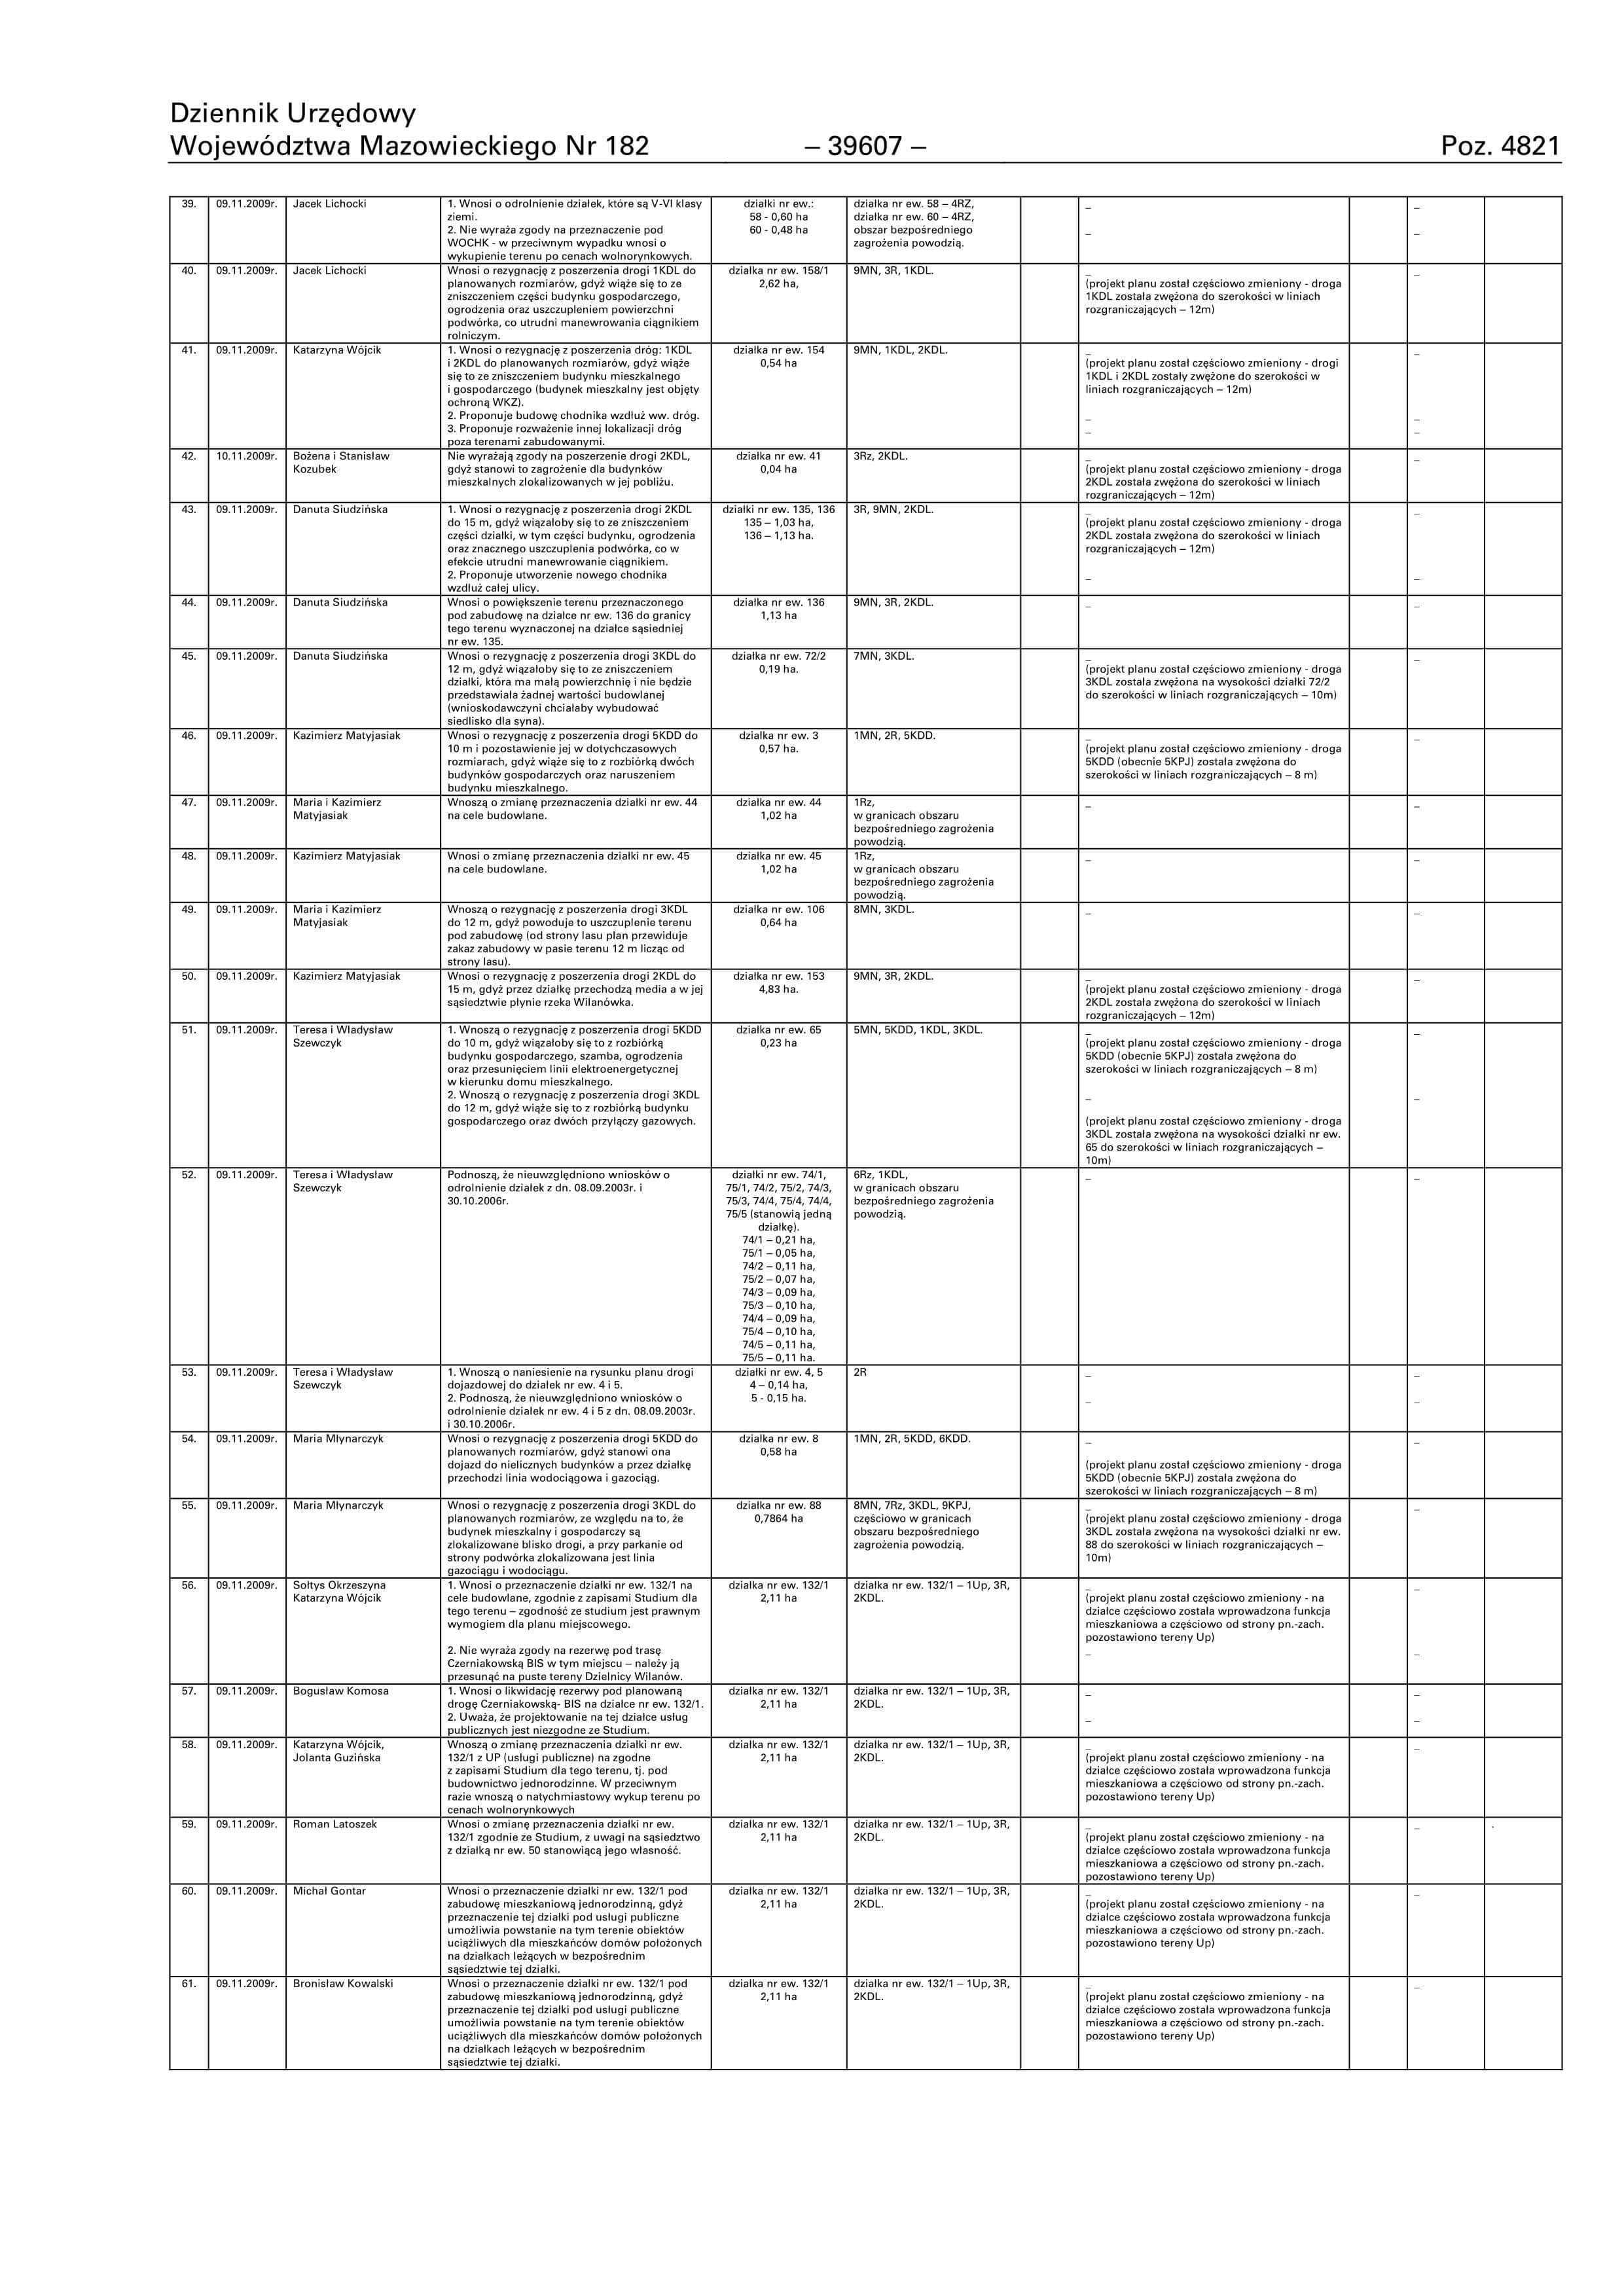 Dziennik Urzędowy
Województwa Mazowieckiego Nr 182 – 39607 – Poz. 4821
39. 09.11.2009r. Jacek Lichocki 1. Wnosi o odrolnienie działek, które są V-VI klasy działki nr ew.: działka nr ew. 58 – 4RZ, _ _
ziemi. 58 - 0,60 ha działka nr ew. 60 – 4RZ,
2. Nie wyraża zgody na przeznaczenie pod 60 - 0,48 ha obszar bezpośredniego _ _
WOCHK - w przeciwnym wypadku wnosi o zagrożenia powodzią.
wykupienie terenu po cenach wolnorynkowych.
40. 09.11.2009r. Jacek Lichocki Wnosi o rezygnację z poszerzenia drogi 1KDL do działka nr ew. 158/1 9MN, 3R, 1KDL. _ _
planowanych rozmiarów, gdyż wiąże się to ze 2,62 ha, (projekt planu został częściowo zmieniony - droga
zniszczeniem części budynku gospodarczego, 1KDL została zwężona do szerokości w liniach
ogrodzenia oraz uszczupleniem powierzchni rozgraniczających – 12m)
podwórka, co utrudni manewrowania ciągnikiem
rolniczym.
41. 09.11.2009r. Katarzyna Wójcik 1. Wnosi o rezygnację z poszerzenia dróg: 1KDL działka nr ew. 154 9MN, 1KDL, 2KDL. _ _
i 2KDL do planowanych rozmiarów, gdyż wiąże 0,54 ha (projekt planu został częściowo zmieniony - drogi
się to ze zniszczeniem budynku mieszkalnego 1KDL i 2KDL zostały zwężone do szerokości w
i gospodarczego (budynek mieszkalny jest objęty liniach rozgraniczających – 12m)
ochroną WKZ).
2. Proponuje budowę chodnika wzdłuż ww. dróg. _ _
3. Proponuje rozważenie innej lokalizacji dróg _ _
poza terenami zabudowanymi.
42. 10.11.2009r. Bożena i Stanisław Nie wyrażają zgody na poszerzenie drogi 2KDL, działka nr ew. 41 3Rz, 2KDL. _ _
Kozubek gdyż stanowi to zagrożenie dla budynków 0,04 ha (projekt planu został częściowo zmieniony - droga
mieszkalnych zlokalizowanych w jej pobliżu. 2KDL została zwężona do szerokości w liniach
rozgraniczających – 12m)
43. 09.11.2009r. Danuta Siudzińska 1. Wnosi o rezygnację z poszerzenia drogi 2KDL działki nr ew. 135, 136 3R, 9MN, 2KDL. _ _
do 15 m, gdyż wiązałoby się to ze zniszczeniem 135 – 1,03 ha, (projekt planu został częściowo zmieniony - droga
części działki, w tym części budynku, ogrodzenia 136 – 1,13 ha. 2KDL została zwężona do szerokości w liniach
oraz znacznego uszczuplenia podwórka, co w rozgraniczających – 12m)
efekcie utrudni manewrowanie ciągnikiem.
2. Proponuje utworzenie nowego chodnika _ _
wzdłuż całej ulicy.
44. 09.11.2009r. Danuta Siudzińska Wnosi o powiększenie terenu przeznaczonego działka nr ew. 136 9MN, 3R, 2KDL. _ _
pod zabudowę na działce nr ew. 136 do granicy 1,13 ha
tego terenu wyznaczonej na działce sąsiedniej
nr ew. 135.
45. 09.11.2009r. Danuta Siudzińska Wnosi o rezygnację z poszerzenia drogi 3KDL do działka nr ew. 72/2 7MN, 3KDL. _ _
12 m, gdyż wiązałoby się to ze zniszczeniem 0,19 ha. (projekt planu został częściowo zmieniony - droga
działki, która ma małą powierzchnię i nie będzie 3KDL została zwężona na wysokości działki 72/2
przedstawiała żadnej wartości budowlanej do szerokości w liniach rozgraniczających – 10m)
(wnioskodawczyni chciałaby wybudować
siedlisko dla syna).
46. 09.11.2009r. Kazimierz Matyjasiak Wnosi o rezygnację z poszerzenia drogi 5KDD do działka nr ew. 3 1MN, 2R, 5KDD. _ _
10 m i pozostawienie jej w dotychczasowych 0,57 ha. (projekt planu został częściowo zmieniony - droga
rozmiarach, gdyż wiąże się to z rozbiórką dwóch 5KDD (obecnie 5KPJ) została zwężona do
budynków gospodarczych oraz naruszeniem szerokości w liniach rozgraniczających – 8 m)
budynku mieszkalnego.
47. 09.11.2009r. Maria i Kazimierz Wnoszą o zmianę przeznaczenia działki nr ew. 44 działka nr ew. 44 1Rz, _ _
Matyjasiak na cele budowlane. 1,02 ha w granicach obszaru
bezpośredniego zagrożenia
powodzią.
48. 09.11.2009r. Kazimierz Matyjasiak Wnosi o zmianę przeznaczenia działki nr ew. 45 działka nr ew. 45 1Rz, _ _
na cele budowlane. 1,02 ha w granicach obszaru
bezpośredniego zagrożenia
powodzią.
49. 09.11.2009r. Maria i Kazimierz Wnoszą o rezygnację z poszerzenia drogi 3KDL działka nr ew. 106 8MN, 3KDL. _ _
Matyjasiak do 12 m, gdyż powoduje to uszczuplenie terenu 0,64 ha
pod zabudowę (od strony lasu plan przewiduje
zakaz zabudowy w pasie terenu 12 m licząc od
strony lasu).
50. 09.11.2009r. Kazimierz Matyjasiak Wnosi o rezygnację z poszerzenia drogi 2KDL do działka nr ew. 153 9MN, 3R, 2KDL. _ _
15 m, gdyż przez działkę przechodzą media a w jej 4,83 ha. (projekt planu został częściowo zmieniony - droga
sąsiedztwie płynie rzeka Wilanówka. 2KDL została zwężona do szerokości w liniach
rozgraniczających – 12m)
51. 09.11.2009r. Teresa i Władysław 1. Wnoszą o rezygnację z poszerzenia drogi 5KDD działka nr ew. 65 5MN, 5KDD, 1KDL, 3KDL. _ _
Szewczyk do 10 m, gdyż wiązałoby się to z rozbiórką 0,23 ha (projekt planu został częściowo zmieniony - droga
budynku gospodarczego, szamba, ogrodzenia 5KDD (obecnie 5KPJ) została zwężona do
oraz przesunięciem linii elektroenergetycznej szerokości w liniach rozgraniczających – 8 m)
w kierunku domu mieszkalnego.
2. Wnoszą o rezygnację z poszerzenia drogi 3KDL _ _
do 12 m, gdyż wiąże się to z rozbiórką budynku
gospodarczego oraz dwóch przyłączy gazowych. (projekt planu został częściowo zmieniony - droga
3KDL została zwężona na wysokości działki nr ew.
65 do szerokości w liniach rozgraniczających –
10m)
52. 09.11.2009r. Teresa i Władysław Podnoszą, że nieuwzględniono wniosków o działki nr ew. 74/1, 6Rz, 1KDL, _ _
Szewczyk odrolnienie działek z dn. 08.09.2003r. i 75/1, 74/2, 75/2, 74/3, w granicach obszaru
30.10.2006r. 75/3, 74/4, 75/4, 74/4, bezpośredniego zagrożenia
75/5 (stanowią jedną powodzią.
działkę).
74/1 – 0,21 ha,
75/1 – 0,05 ha,
74/2 – 0,11 ha,
75/2 – 0,07 ha,
74/3 – 0,09 ha,
75/3 – 0,10 ha,
74/4 – 0,09 ha,
75/4 – 0,10 ha,
74/5 – 0,11 ha,
75/5 – 0,11 ha.
53. 09.11.2009r. Teresa i Władysław 1. Wnoszą o naniesienie na rysunku planu drogi działki nr ew. 4, 5 2R _ _
Szewczyk dojazdowej do działek nr ew. 4 i 5. 4 – 0,14 ha,
2. Podnoszą, że nieuwzględniono wniosków o 5 - 0,15 ha. _ _
odrolnienie działek nr ew. 4 i 5 z dn. 08.09.2003r.
i 30.10.2006r.
54. 09.11.2009r. Maria Młynarczyk Wnosi o rezygnację z poszerzenia drogi 5KDD do działka nr ew. 8 1MN, 2R, 5KDD, 6KDD. _ _
planowanych rozmiarów, gdyż stanowi ona 0,58 ha
dojazd do nielicznych budynków a przez działkę (projekt planu został częściowo zmieniony - droga
przechodzi linia wodociągowa i gazociąg. 5KDD (obecnie 5KPJ) została zwężona do
szerokości w liniach rozgraniczających – 8 m)
55. 09.11.2009r. Maria Młynarczyk Wnosi o rezygnację z poszerzenia drogi 3KDL do działka nr ew. 88 8MN, 7Rz, 3KDL, 9KPJ, _ _
planowanych rozmiarów, ze względu na to, że 0,7864 ha częściowo w granicach (projekt planu został częściowo zmieniony - droga
budynek mieszkalny i gospodarczy są obszaru bezpośredniego 3KDL została zwężona na wysokości działki nr ew.
zlokalizowane blisko drogi, a przy parkanie od zagrożenia powodzią. 88 do szerokości w liniach rozgraniczających –
strony podwórka zlokalizowana jest linia 10m)
gazociągu i wodociągu.
56. 09.11.2009r. Sołtys Okrzeszyna 1. Wnosi o przeznaczenie działki nr ew. 132/1 na działka nr ew. 132/1 działka nr ew. 132/1 – 1Up, 3R, _ _
Katarzyna Wójcik cele budowlane, zgodnie z zapisami Studium dla 2,11 ha 2KDL. (projekt planu został częściowo zmieniony - na
tego terenu – zgodność ze studium jest prawnym działce częściowo została wprowadzona funkcja
wymogiem dla planu miejscowego. mieszkaniowa a częściowo od strony pn.-zach.
pozostawiono tereny Up)
2. Nie wyraża zgody na rezerwę pod trasę _ _
Czerniakowską BIS w tym miejscu – należy ją
przesunąć na puste tereny Dzielnicy Wilanów.
57. 09.11.2009r. Bogusław Komosa 1. Wnosi o likwidację rezerwy pod planowaną działka nr ew. 132/1 działka nr ew. 132/1 – 1Up, 3R, _ _
drogę Czerniakowską- BIS na działce nr ew. 132/1. 2,11 ha 2KDL.
2. Uważa, że projektowanie na tej działce usług _ _
publicznych jest niezgodne ze Studium.
58. 09.11.2009r. Katarzyna Wójcik, Wnoszą o zmianę przeznaczenia działki nr ew. działka nr ew. 132/1 działka nr ew. 132/1 – 1Up, 3R, _ _
Jolanta Guzińska 132/1 z UP (usługi publiczne) na zgodne 2,11 ha 2KDL. (projekt planu został częściowo zmieniony - na
z zapisami Studium dla tego terenu, tj. pod działce częściowo została wprowadzona funkcja
budownictwo jednorodzinne. W przeciwnym mieszkaniowa a częściowo od strony pn.-zach.
razie wnoszą o natychmiastowy wykup terenu po pozostawiono tereny Up)
cenach wolnorynkowych
59. 09.11.2009r. Roman Latoszek Wnosi o zmianę przeznaczenia działki nr ew. działka nr ew. 132/1 działka nr ew. 132/1 – 1Up, 3R, _ _ .
132/1 zgodnie ze Studium, z uwagi na sąsiedztwo 2,11 ha 2KDL. (projekt planu został częściowo zmieniony - na
z działką nr ew. 50 stanowiącą jego własność. działce częściowo została wprowadzona funkcja
mieszkaniowa a częściowo od strony pn.-zach.
pozostawiono tereny Up)
60. 09.11.2009r. Michał Gontar Wnosi o przeznaczenie działki nr ew. 132/1 pod działka nr ew. 132/1 działka nr ew. 132/1 – 1Up, 3R, _ _
zabudowę mieszkaniową jednorodzinną, gdyż 2,11 ha 2KDL. (projekt planu został częściowo zmieniony - na
przeznaczenie tej działki pod usługi publiczne działce częściowo została wprowadzona funkcja
umożliwia powstanie na tym terenie obiektów mieszkaniowa a częściowo od strony pn.-zach.
uciążliwych dla mieszkańców domów położonych pozostawiono tereny Up)
na działkach leżących w bezpośrednim
sąsiedztwie tej działki.
61. 09.11.2009r. Bronisław Kowalski Wnosi o przeznaczenie działki nr ew. 132/1 pod działka nr ew. 132/1 działka nr ew. 132/1 – 1Up, 3R, _ _
zabudowę mieszkaniową jednorodzinną, gdyż 2,11 ha 2KDL. (projekt planu został częściowo zmieniony - na
przeznaczenie tej działki pod usługi publiczne działce częściowo została wprowadzona funkcja
umożliwia powstanie na tym terenie obiektów mieszkaniowa a częściowo od strony pn.-zach.
uciążliwych dla mieszkańców domów położonych pozostawiono tereny Up)
na działkach leżących w bezpośrednim
sąsiedztwie tej działki.